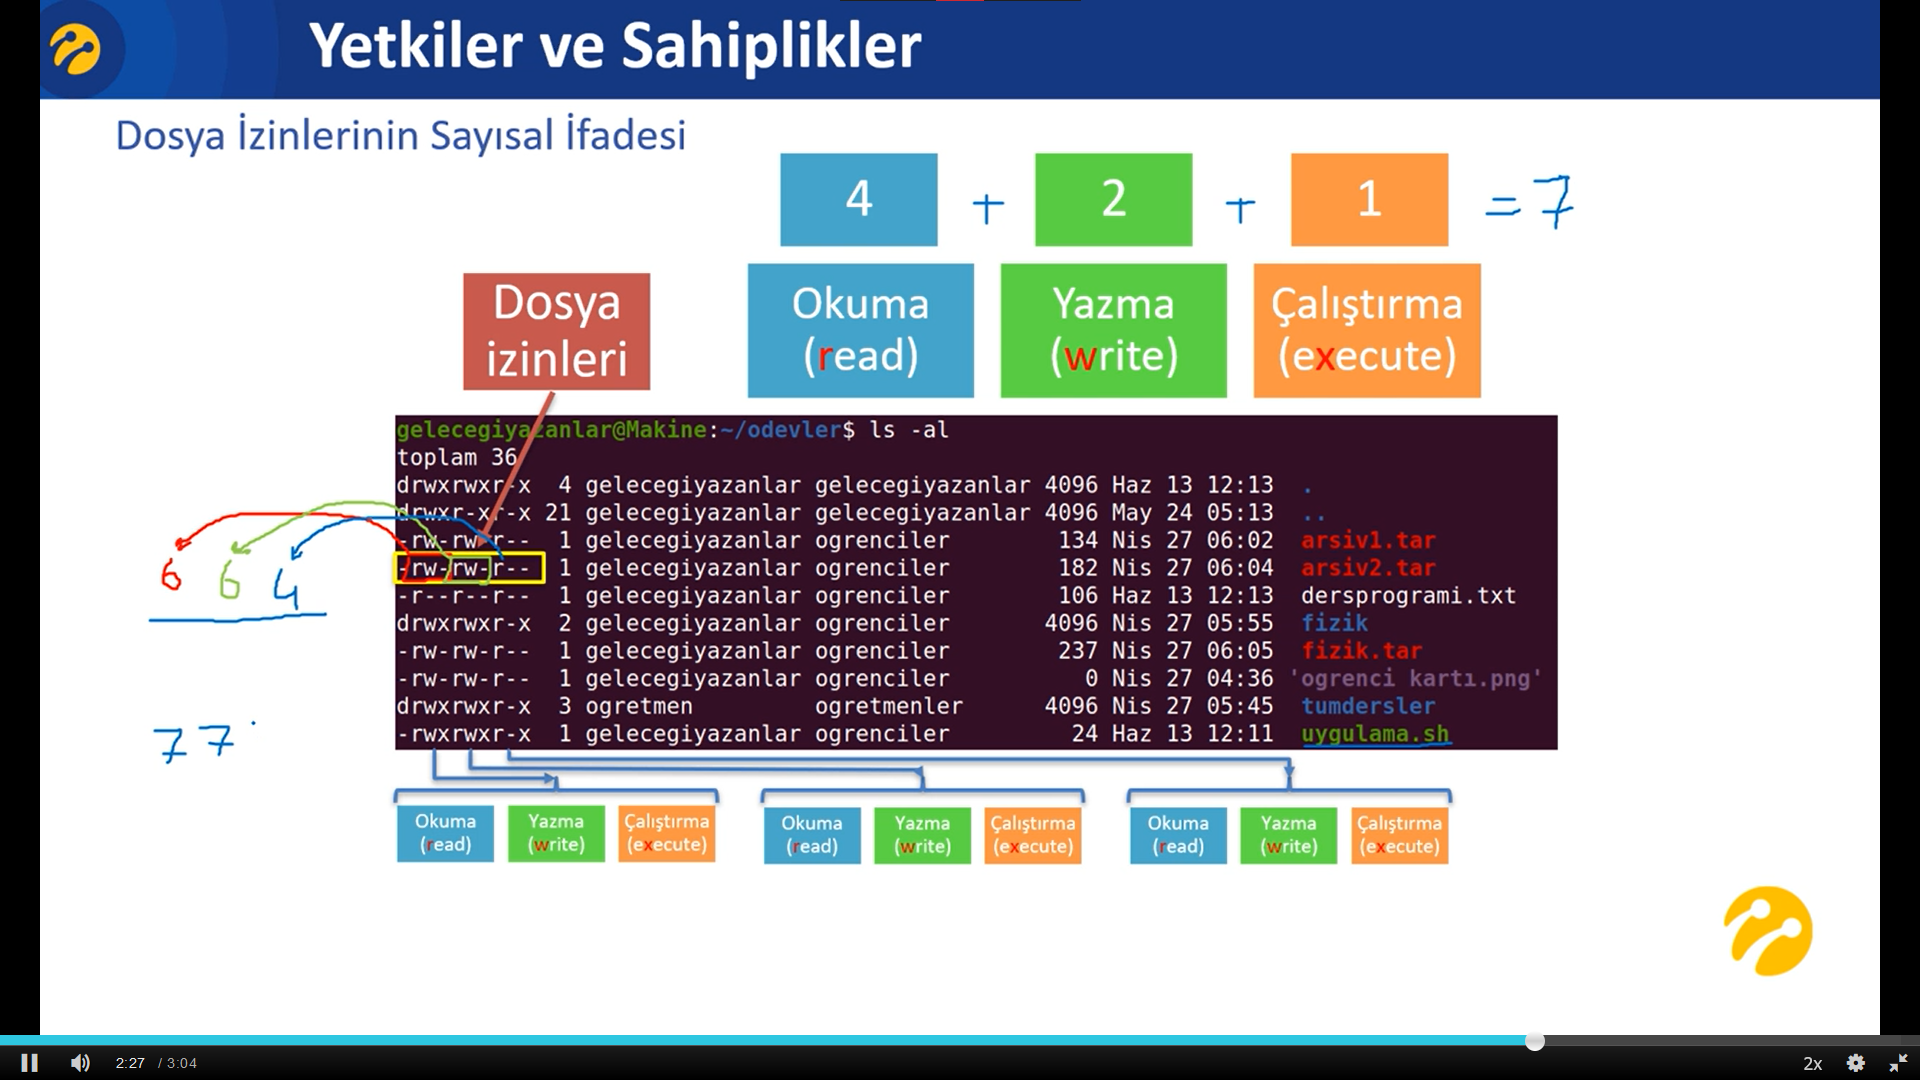 Yetkiler ve Sahiplikler
Dosya İzinlerinin Sayısal İfadesi
4 + 2 + 1 = 7
Dosya izinleri
Okuma (read)
Yazma (write)
Çalıştırma (execute)
gelecegiyazanlar@Makine:~/odevler$ ls -al
toplam 36
drwxrwxr-x 4 gelecegiyazanlar gelecegiyazanlar 4096 Haz 13 12:13 .
drwxr-xr-x 21 gelecegiyazanlar gelecegiyazanlar 4096 May 24 05:13 ..
-rw-rw-r-- 1 gelecegiyazanlar ogrenciler 134 Nis 27 06:02 arsiv1.tar
-rw-rw-r-- 1 gelecegiyazanlar ogrenciler 182 Nis 27 06:04 arsiv2.tar
-r--r--r-- 1 gelecegiyazanlar ogrenciler 106 Haz 13 12:13 dersprogrami.txt
drwxrwxr-x 2 gelecegiyazanlar ogrenciler 4096 Nis 27 05:55 fizik
-rw-rw-r-- 1 gelecegiyazanlar ogrenciler 237 Nis 27 06:05 fizik.tar
-rw-rw-r-- 1 gelecegiyazanlar ogrenciler 0 Nis 27 04:36 'ogrenci kartı.png'
drwxrwxr-x 3 ogretmen ogretmenler 4096 Nis 27 05:45 tumdersler
-rwxrwxr-x 1 gelecegiyazanlar ogrenciler 24 Haz 13 12:11 uygulama.sh
6 6 4
7 7
Okuma (read)
Yazma (write)
Çalıştırma (execute)
Okuma (read)
Yazma (write)
Çalıştırma (execute)
Okuma (read)
Yazma (write)
Çalıştırma (execute)
2:27 / 3:04
2x